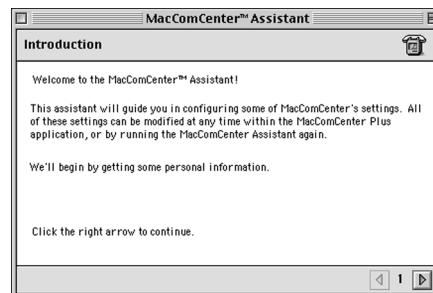 MacComCenter™ Assistant
Introduction
Welcome to the MacComCenter™ Assistant!
This assistant will guide you in configuring some of MacComCenter's settings. All
of these settings can be modified at any time within the MacComCenter Plus
application, or by running the MacComCenter Assistant again.
We'll begin by getting some personal information.
Click the right arrow to continue.
1